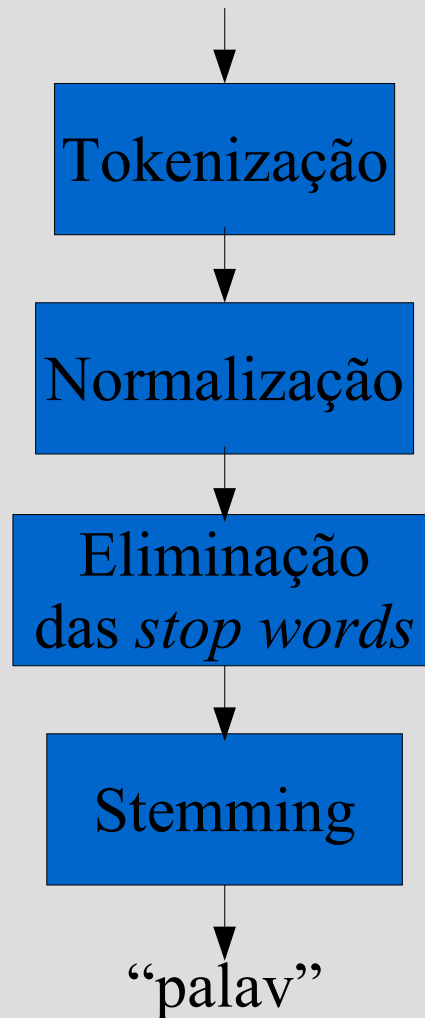 Tokenização
Normalização
Eliminação
das stop words
Stemming
“palav”